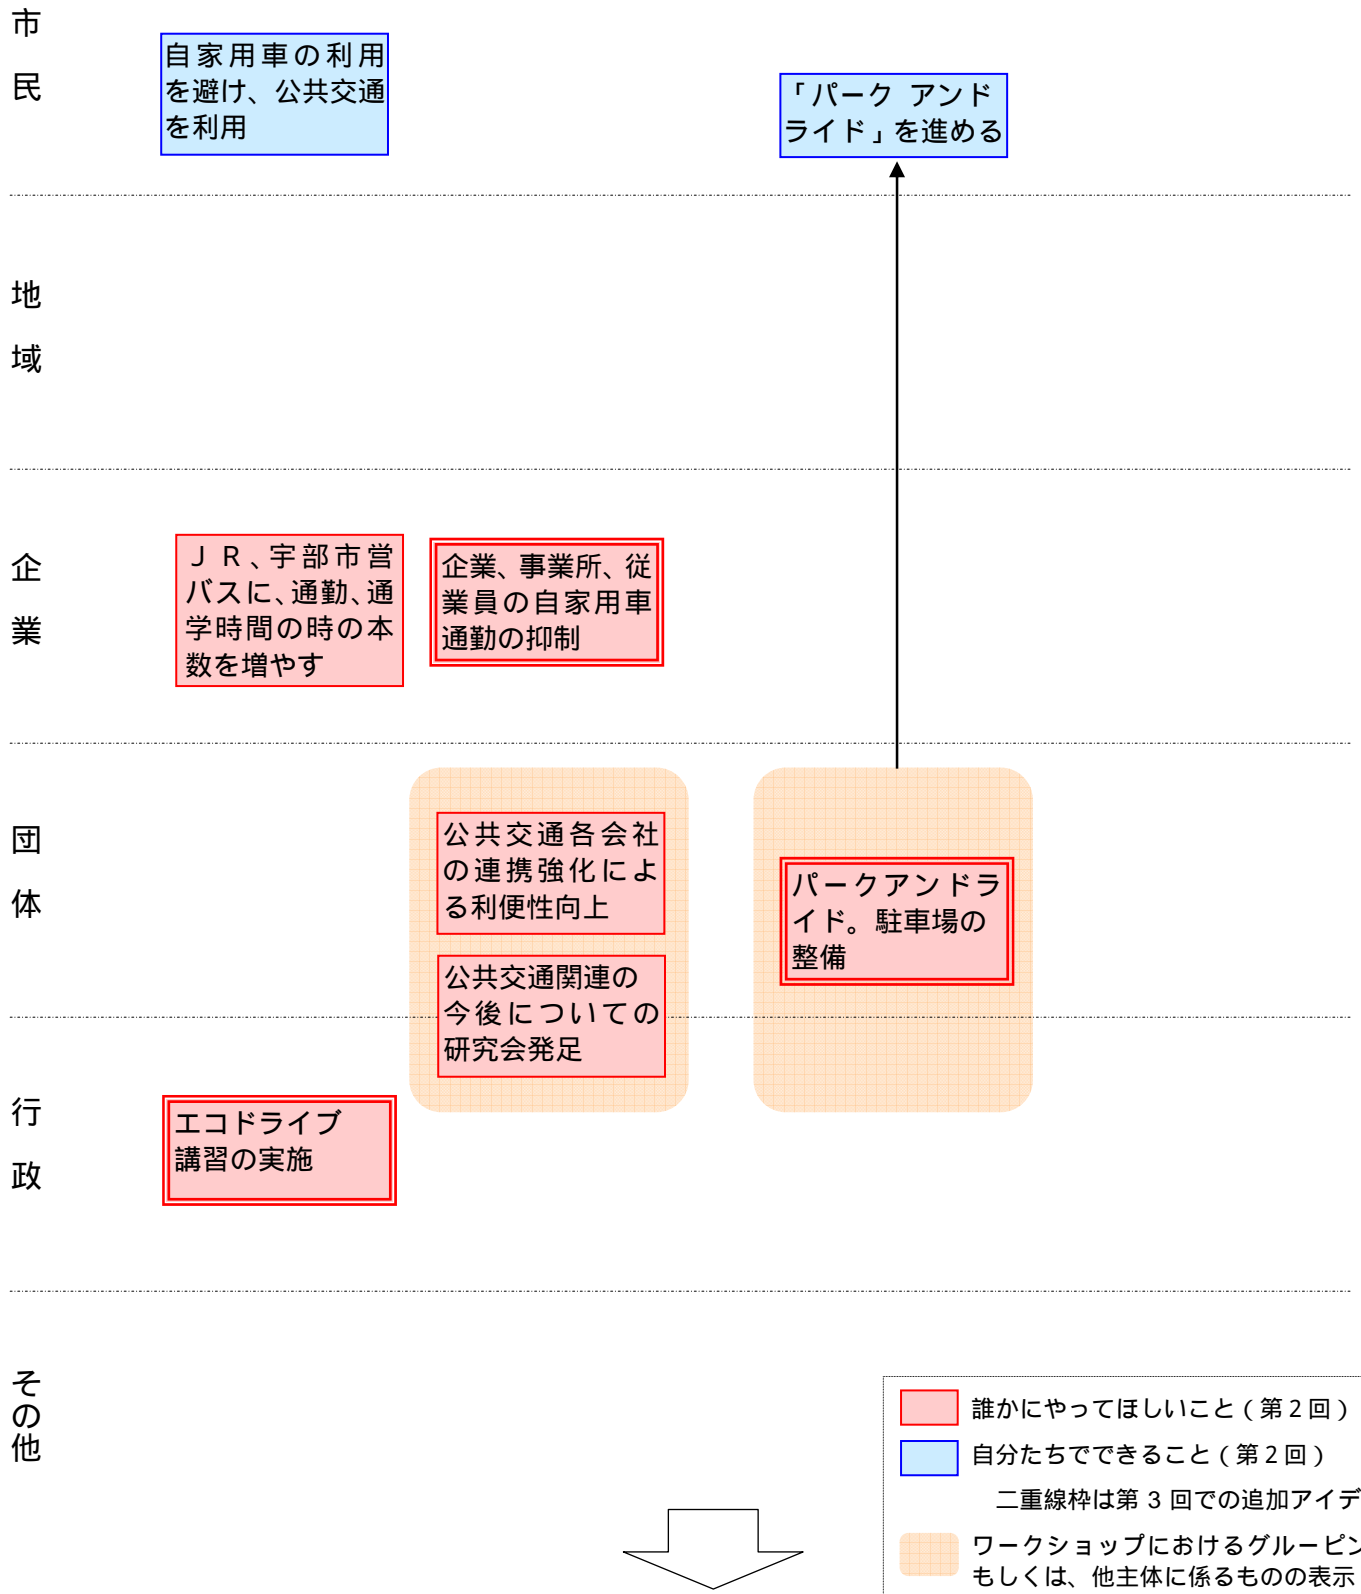 市民
自家用車の利用
を避け、公共交通
を利用
「パーク アンド
ライド」を進める
地域
企業
ＪＲ、宇部市営
バスに、通勤、通
学時間の時の本
数を増やす
企業、事業所、従
業員の自家用車
通勤の抑制
団体
公共交通各会社
の連携強化によ
る利便性向上
公共交通関連の
今後についての
研究会発足
パークアンドラ
イド。駐車場の
整備
行政
エコドライブ
講習の実施
その他
誰かにやってほしいこと（第２回）
自分たちでできること（第２回）
二重線枠は第 3 回での追加アイデ
ワークショップにおけるグルーピン
もしくは、他主体に係るものの表示